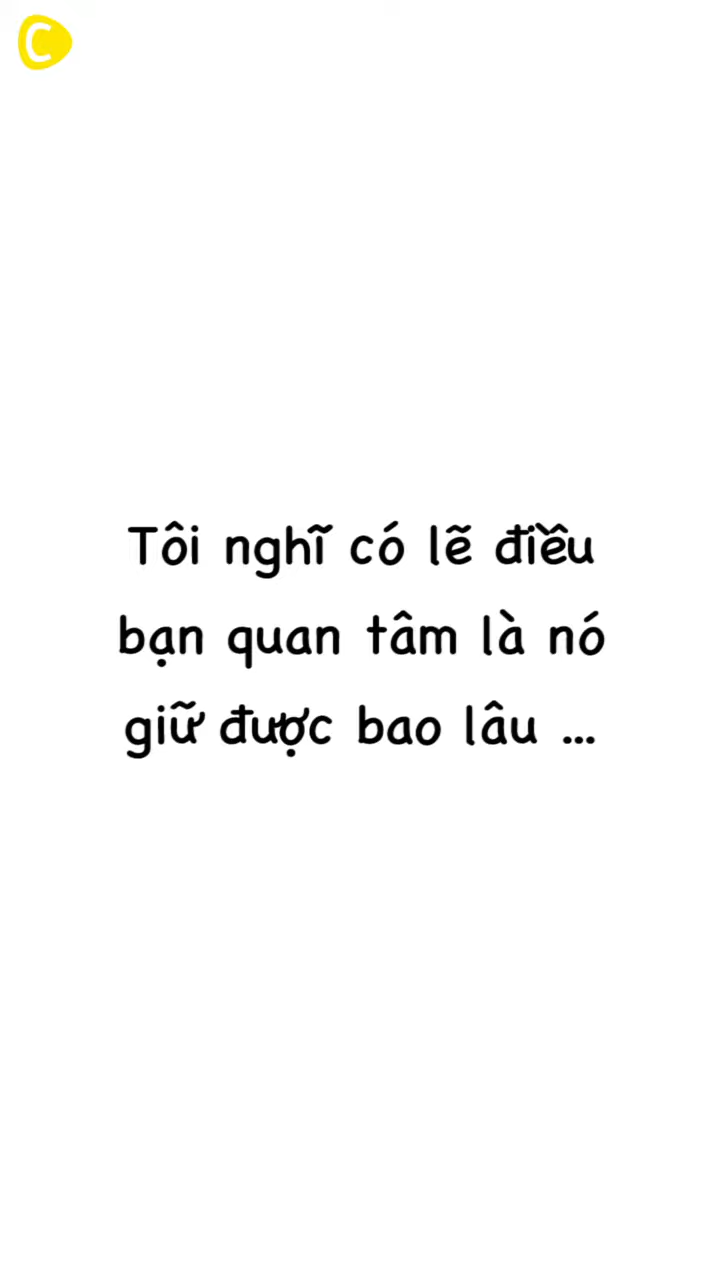 C
Tôi nghĩ có lẽ điều
bạn quan tâm là nó
giữ được bao lâu ...